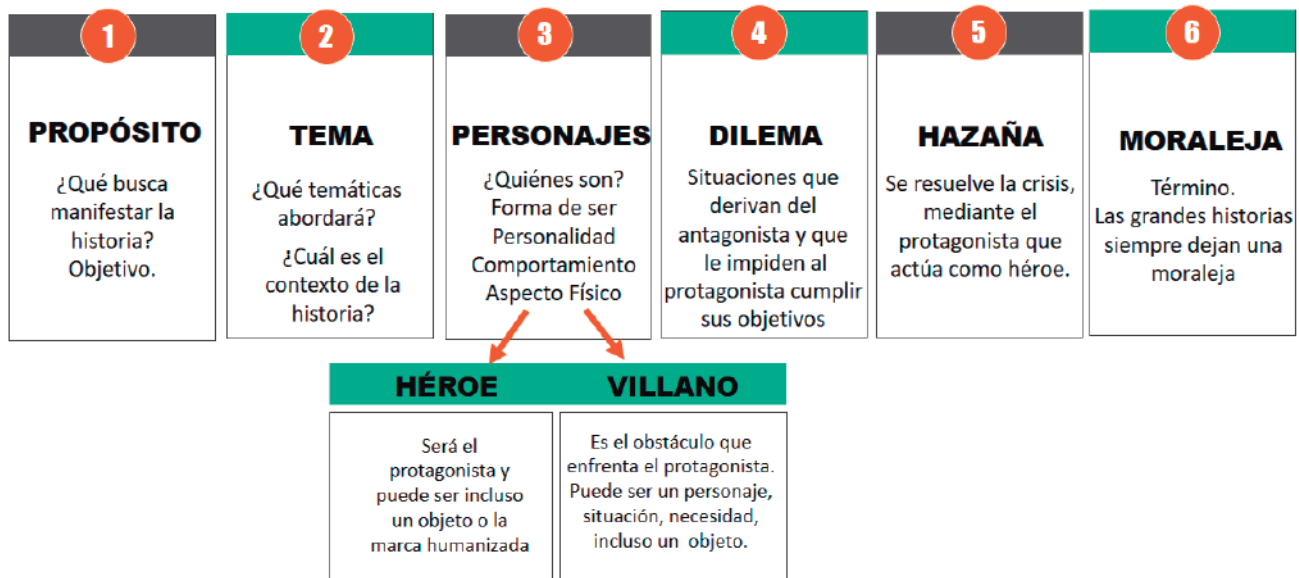 1
PROPÓSITO
¿Qué busca
manifestar la
historia?
Objetivo.
2
TEMA
¿Qué temáticas
abordará?
¿Cuál es el
contexto de la
historia?
3
PERSONAJES
¿Quiénes son?
Forma de ser
Personalidad
Comportamiento
Aspecto Físico
4
DILEMA
Situaciones que
derivan del
antagonista y que
le impiden al
protagonista cumplir
sus objetivos
5
HAZAÑA
Se resuelve la crisis,
mediante el
protagonista que
actúa como héroe.
6
MORALEJA
Término.
Las grandes historias
siempre dejan una
moraleja
HÉROE
Será el
protagonista y
puede ser incluso
un objeto o la
marca humanizada
VILLANO
Es el obstáculo que
enfrenta el protagonista.
Puede ser un personaje,
situación, necesidad,
incluso un objeto.